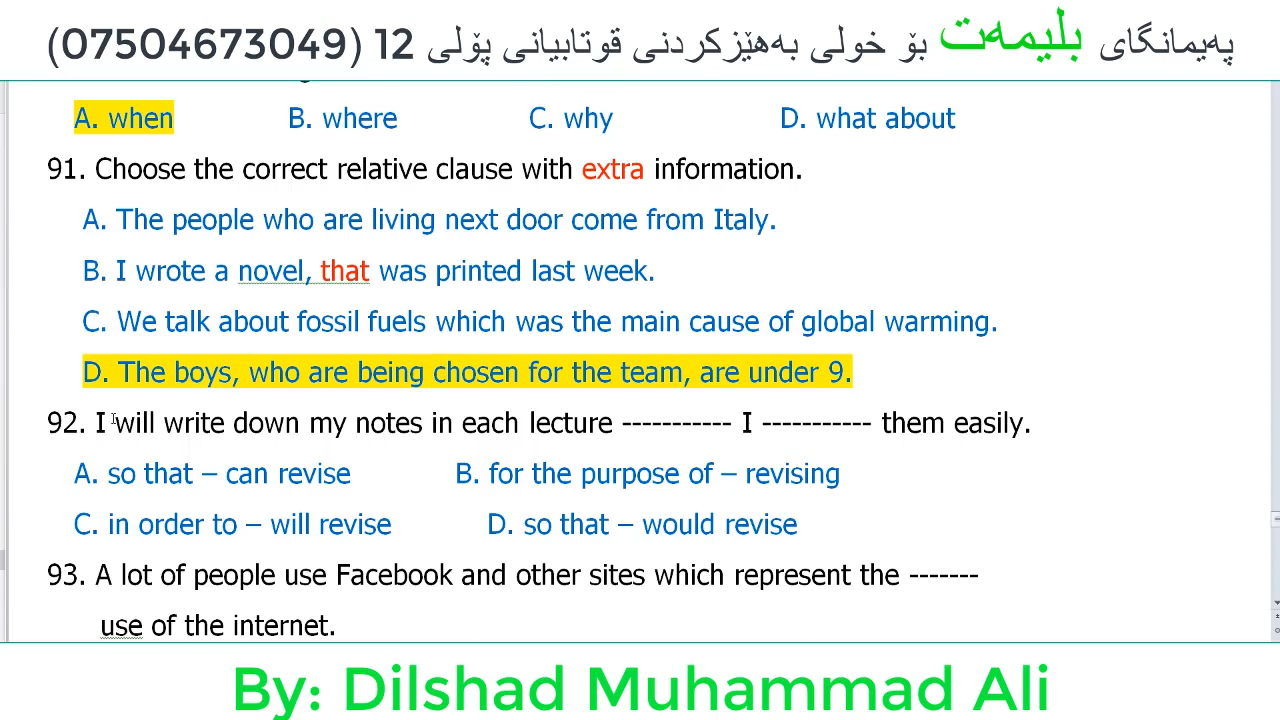 پەیمانگای بلیمەت بۆ خولی بەهێزکردنی قوتابیانی پۆلی 12 (07504673049)
A. when B. where C. why D. what about
91. Choose the correct relative clause with extra information.
A. The people who are living next door come from Italy.
B. I wrote a novel, that was printed last week.
C. We talk about fossil fuels which was the main cause of global warming.
D. The boys, who are being chosen for the team, are under 9.
92. I will write down my notes in each lecture ----------- I ----------- them easily.
A. so that – can revise B. for the purpose of – revising
C. in order to – will revise D. so that – would revise
93. A lot of people use Facebook and other sites which represent the -------
use of the internet.
By: Dilshad Muhammad Ali